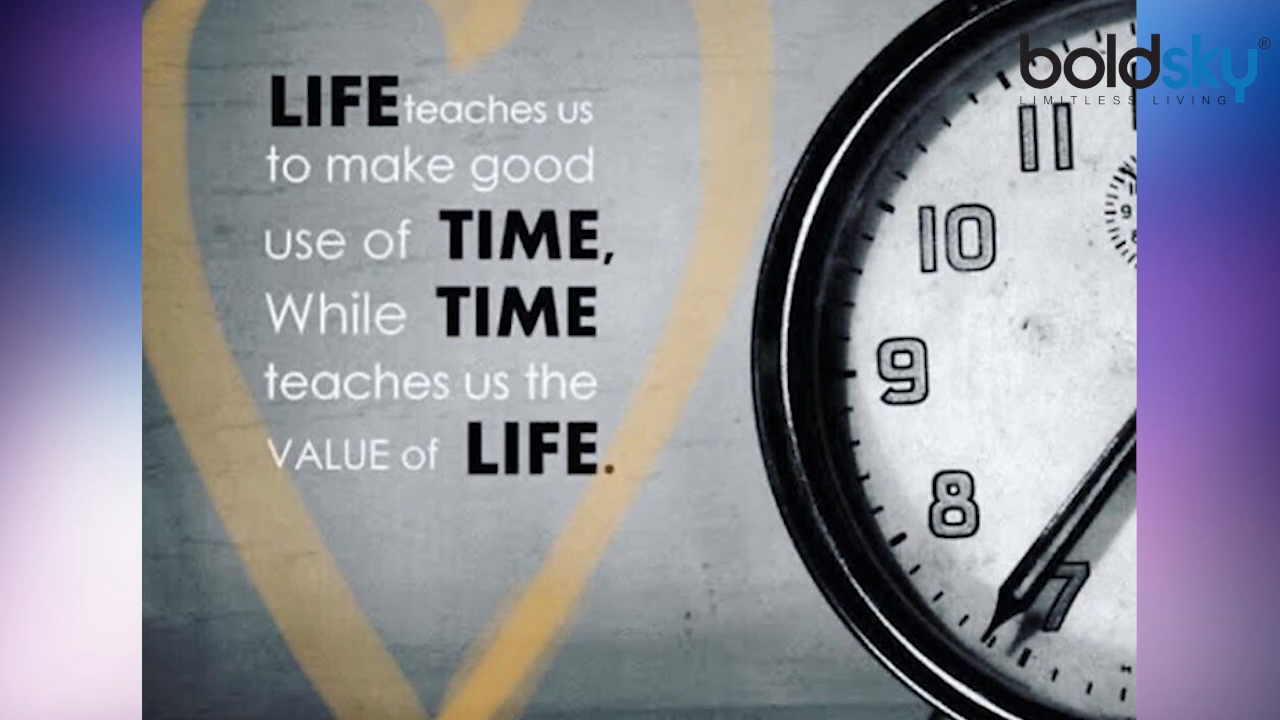 LIFE teaches us
to make good
use of TIME,
While TIME
teaches us the
VALUE of LIFE.
boldsky®
LIMITLESS LIVING
11
10
9
8
7
9